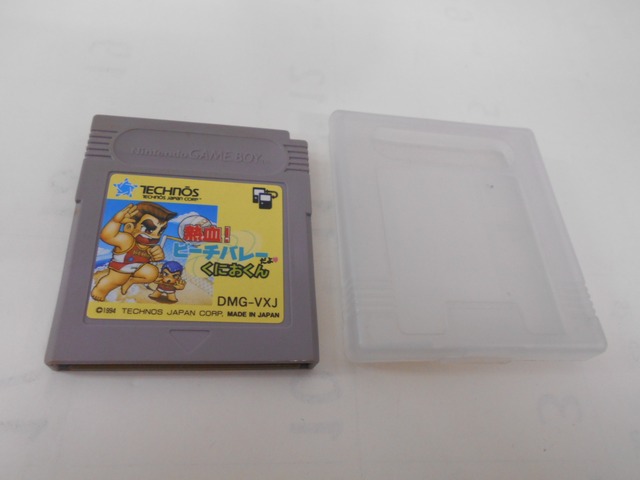 Nintendo GAME BOY
TECHNŌS
TECHNOS JAPAN CORP.
熱血!
ビーチバレーだよ
くにおくん
DMG-VXJ
©1994 TECHNOS JAPAN CORP. MADE IN JAPAN